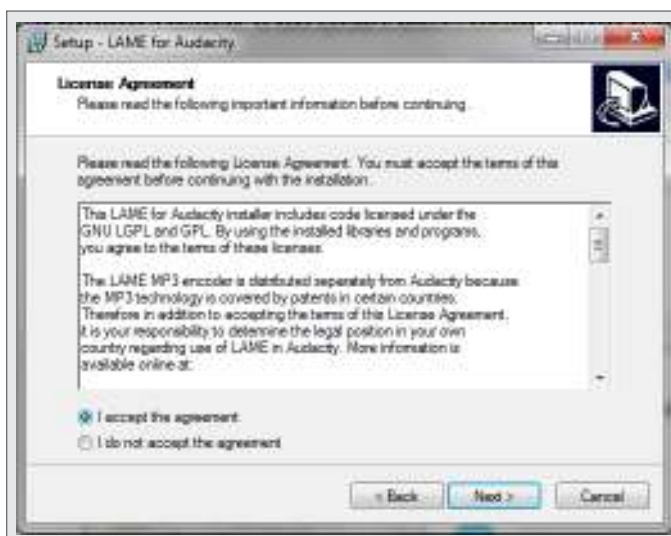 Setup - LAME for Audacity
License Agreement
Please read the following important information before continuing.
Please read the following License Agreement. You must accept the terms of this
agreement before continuing with the installation.
This LAME for Audacity installer includes code licensed under the
GNU LGPL and GPL. By using the installed libraries and programs,
you agree to the terms of these licenses.
The LAME MP3 encoder is distributed separately from Audacity because
the MP3 technology is covered by patents in certain countries.
Therefore in addition to accepting the terms of this License Agreement,
it is your responsibility to determine the legal position in your own
country regarding use of LAME in Audacity. More information is
available online at:
I accept the agreement
I do not accept the agreement
< Back
Next >
Cancel